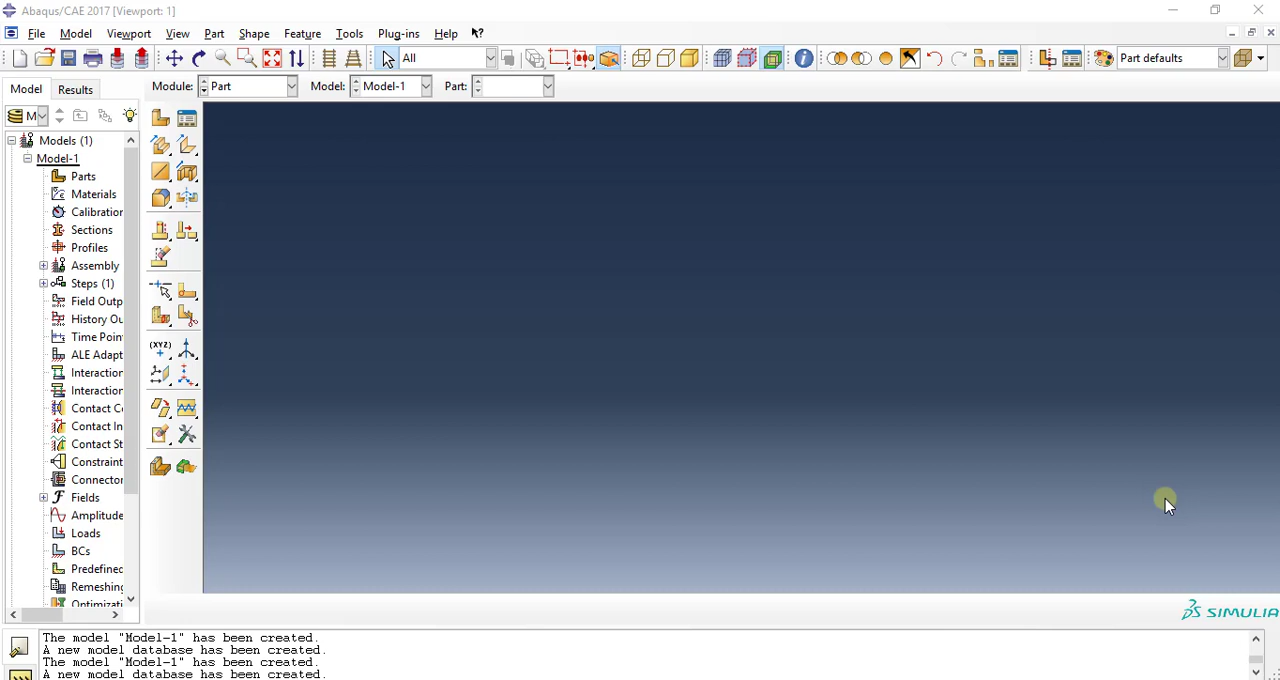 Abaqus/CAE 2017 [Viewport: 1]
File Model Viewport View Part Shape Feature Tools Plug-ins Help
All Part defaults
Model Results Module: Part Model: Model-1 Part:
M
Models (1)
Model-1
Parts
Materials
Calibration
Sections
Profiles
Assembly
Steps (1)
Field Outp
History Ou
Time Poin
ALE Adapt
Interaction
Interaction
Contact Co
Contact In
Contact St
Constraint
Connector
Fields
Amplitude
Loads
BCs
Predefined
Remeshing
Optimizati
(XYZ)
SIMULIA
The model "Model-1" has been created.
A new model database has been created.
The model "Model-1" has been created.
A new model database has been created.